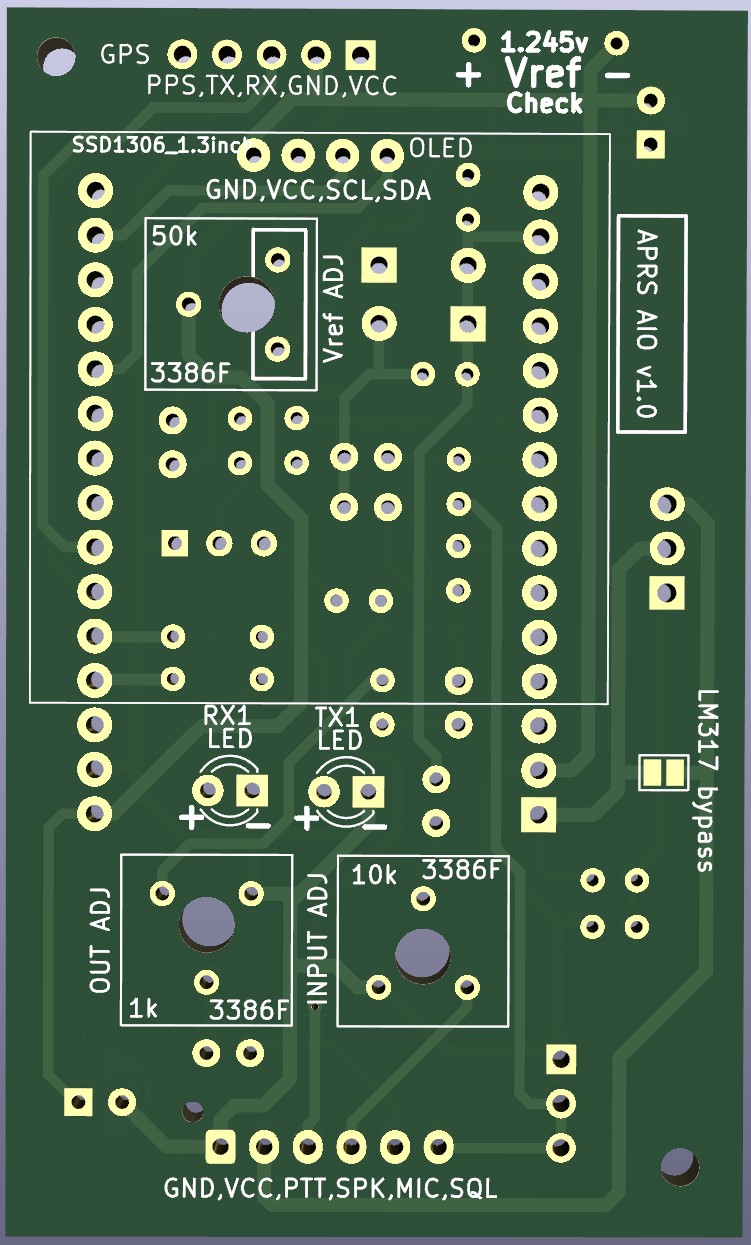 GPS
PPS,TX,RX,GND,VCC
1.245v
+ Vref −
Check
SSD1306_1.3inch
OLED
GND,VCC,SCL,SDA
50k
3386F
Vref ADJ
APRS AIO v1.0
RX1
LED
+ −
TX1
LED
+ −
LM317 bypass
OUT ADJ
1k
3386F
INPUT ADJ
10k
3386F
GND,VCC,PTT,SPK,MIC,SQL